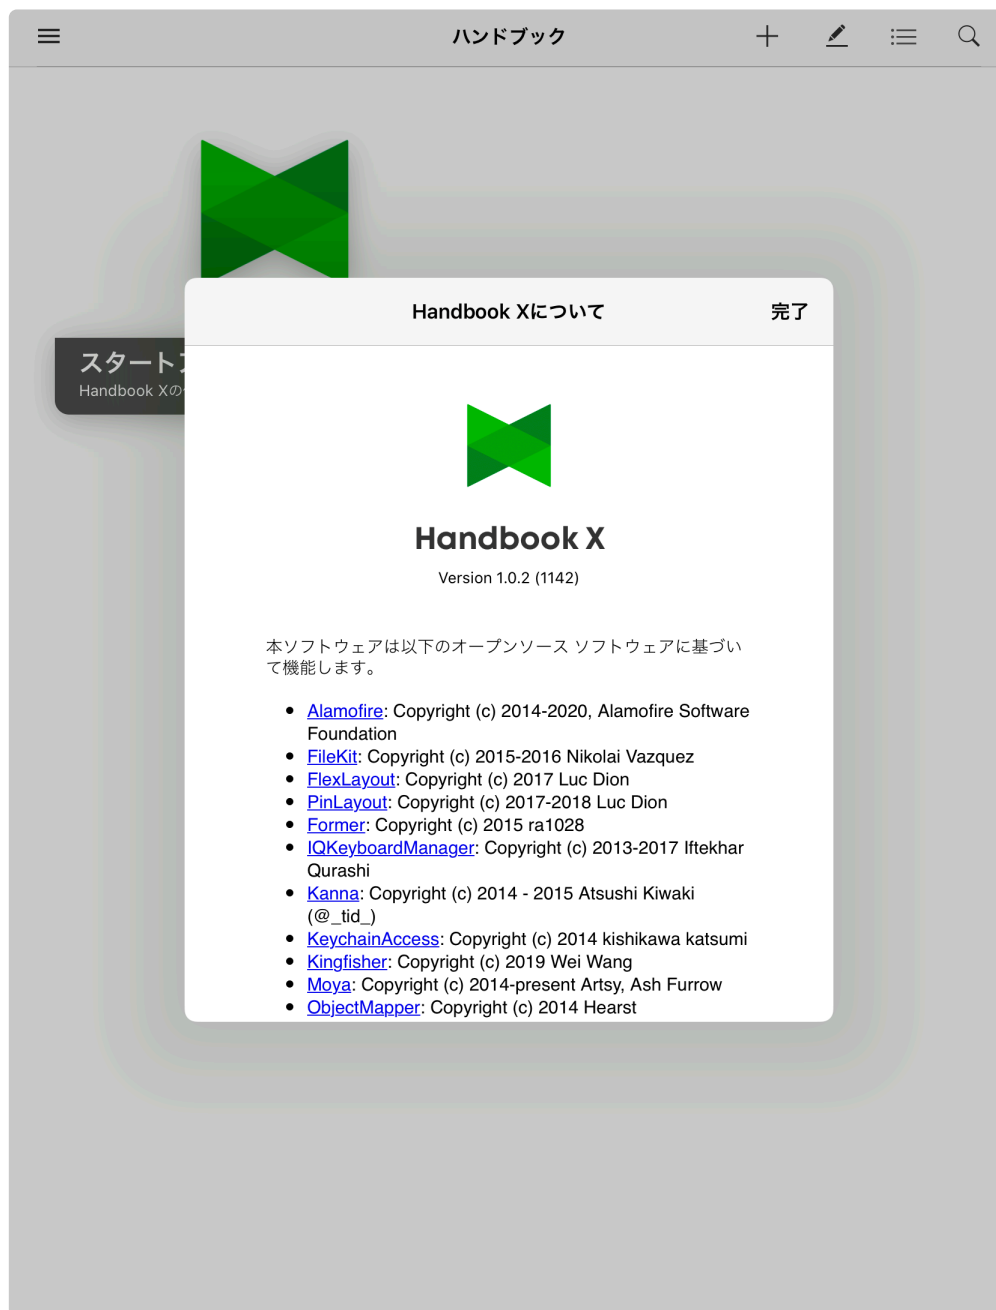 ハンドブック
スタート
Handbook Xの
Handbook Xについて
完了
Handbook X
Version 1.0.2 (1142)
本ソフトウェアは以下のオープンソース ソフトウェアに基づい
て機能します。
Alamofire: Copyright (c) 2014-2020, Alamofire Software
Foundation
FileKit: Copyright (c) 2015-2016 Nikolai Vazquez
FlexLayout: Copyright (c) 2017 Luc Dion
PinLayout: Copyright (c) 2017-2018 Luc Dion
Former: Copyright (c) 2015 ra1028
IQKeyboardManager: Copyright (c) 2013-2017 Iftekhar
Qurashi
Kanna: Copyright (c) 2014 - 2015 Atsushi Kiwaki
(@_tid_)
KeychainAccess: Copyright (c) 2014 kishikawa katsumi
Kingfisher: Copyright (c) 2019 Wei Wang
Moya: Copyright (c) 2014-present Artsy, Ash Furrow
ObjectMapper: Copyright (c) 2014 Hearst